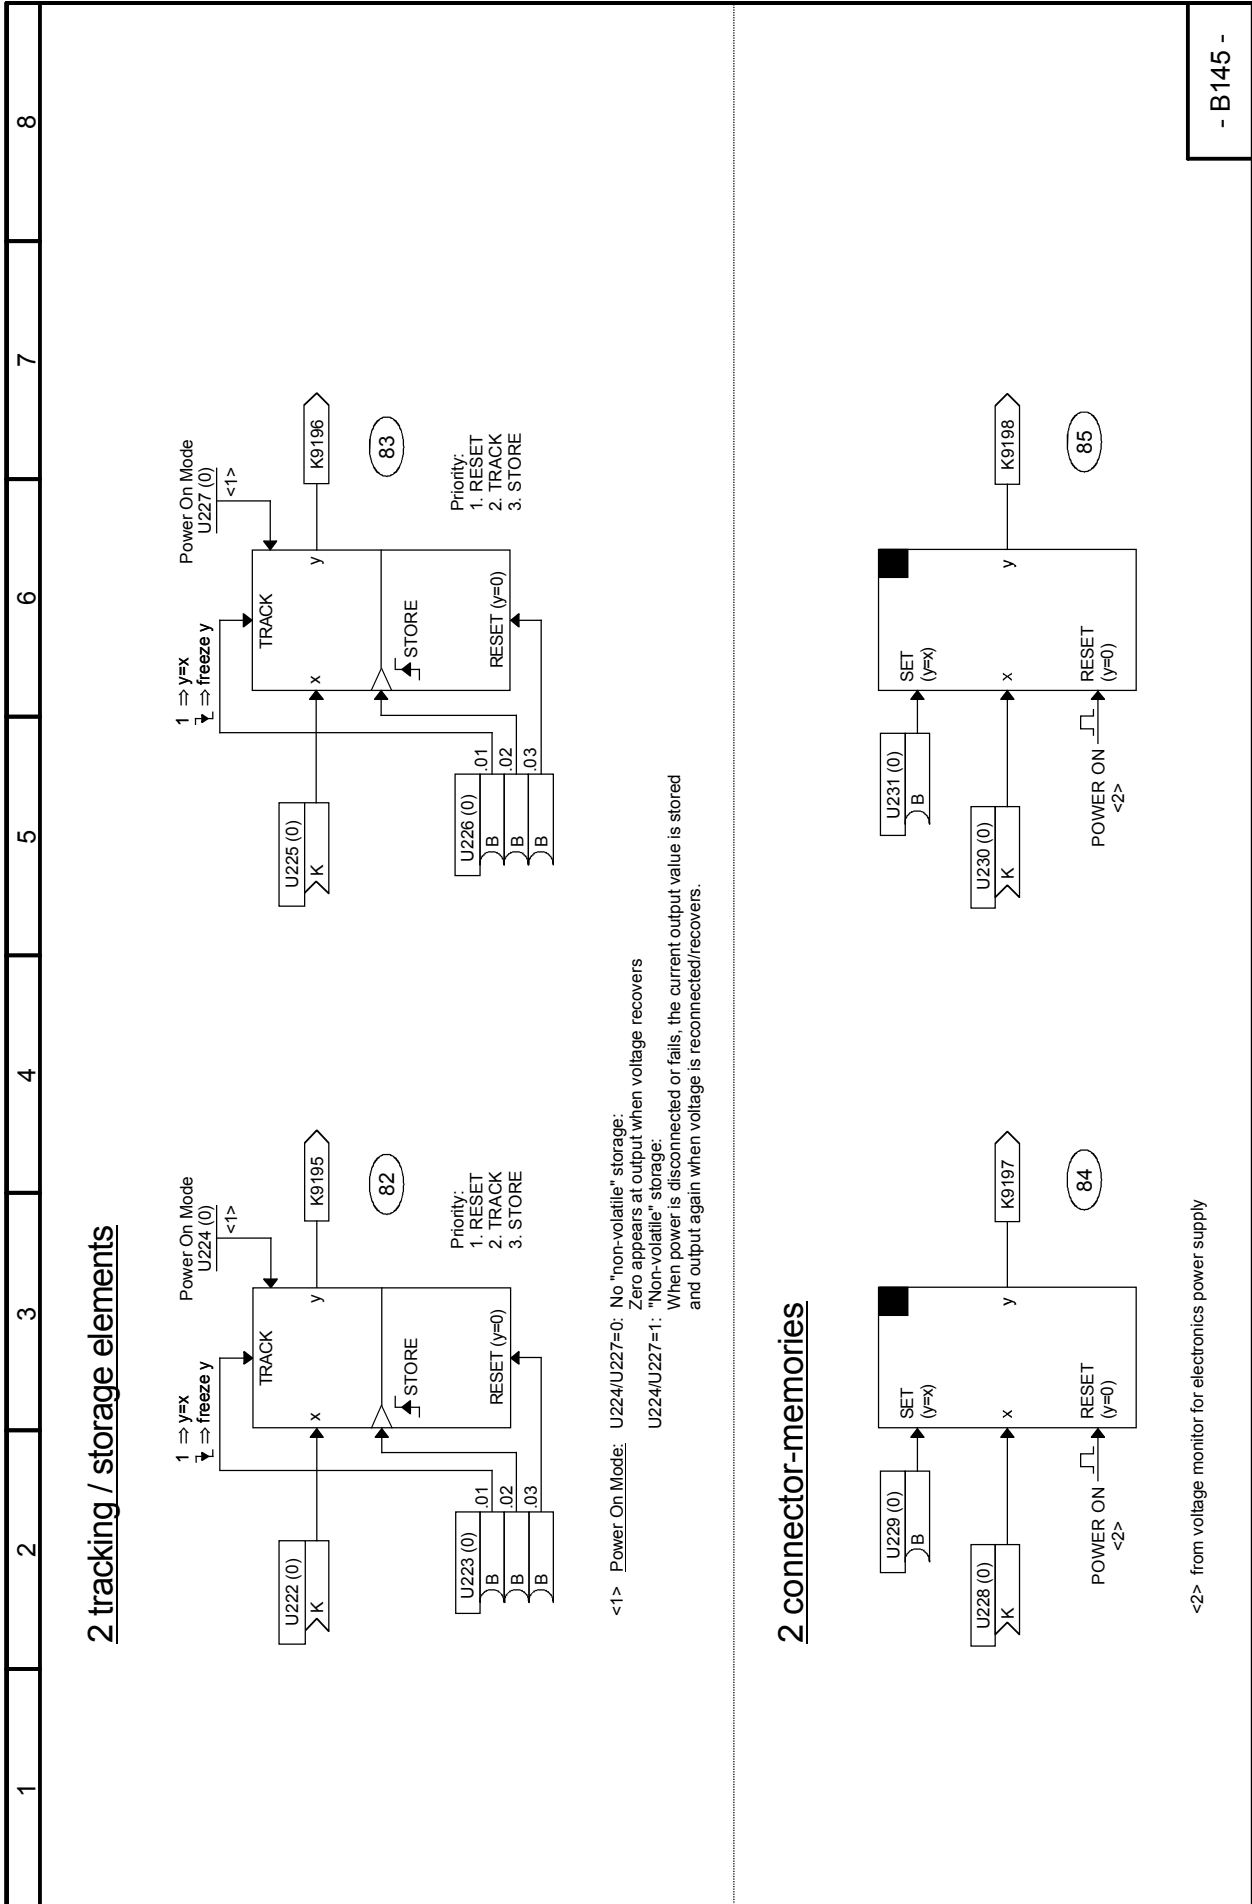 1 2 3 4 5 6 7 8
2 tracking / storage elements
1 ⇒ y=x
⇒ freeze y
Power On Mode
U224 (0)
<1>
TRACK
U222 (0)
K
x
y
K9195
82
STORE
RESET (y=0)
U223 (0)
B .01
B .02
B .03
Priority:
1. RESET
2. TRACK
3. STORE
1 ⇒ y=x
⇒ freeze y
Power On Mode
U227 (0)
<1>
TRACK
U225 (0)
K
x
y
K9196
83
STORE
RESET (y=0)
U226 (0)
B .01
B .02
B .03
Priority:
1. RESET
2. TRACK
3. STORE
<1> Power On Mode: U224/U227=0: No "non-volatile" storage:
Zero appears at output when voltage recovers
U224/U227=1: "Non-volatile" storage:
When power is disconnected or fails, the current output value is stored
and output again when voltage is reconnected/recovers.
2 connector-memories
U229 (0)
B
SET
(y=x)
U228 (0)
K
x
y
K9197
84
POWER ON
<2>
RESET
(y=0)
U231 (0)
B
SET
(y=x)
U230 (0)
K
x
y
K9198
85
POWER ON
<2>
RESET
(y=0)
<2> from voltage monitor for electronics power supply
- B145 -